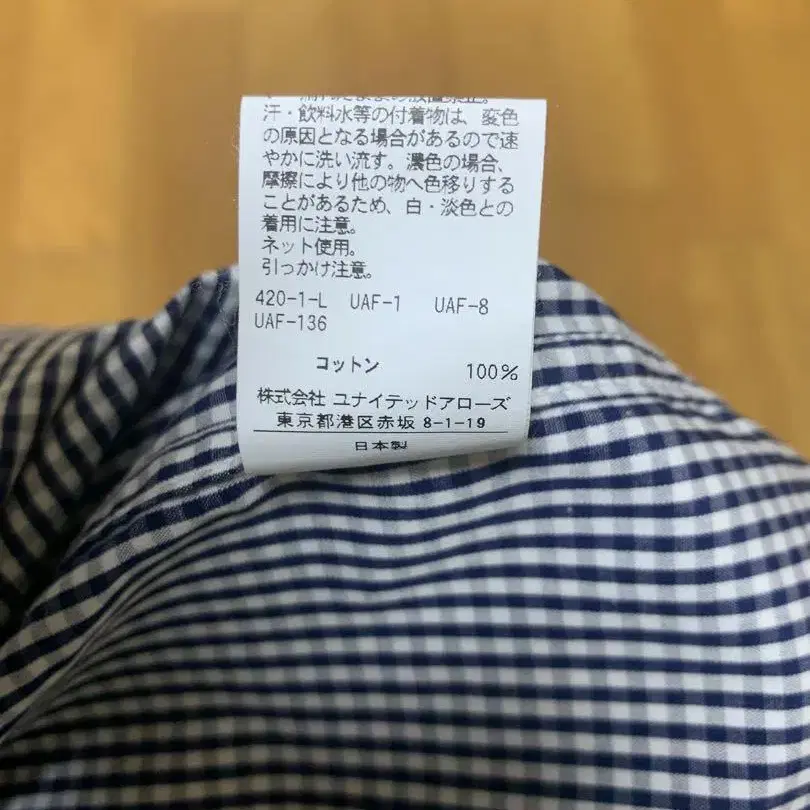 汗・飲料水等の付着物は、変色
の原因となる場合があるので速
やかに洗い流す。濃色の場合、
摩擦により他の物へ色移りする
ことがあるため、白・淡色との
着用に注意。
ネット使用。
引っかけ注意。
420-1-L UAF-1 UAF-8
UAF-136
コットン 100%
株式会社 ユナイテッドアローズ
東京都港区赤坂 8-1-19
日本製